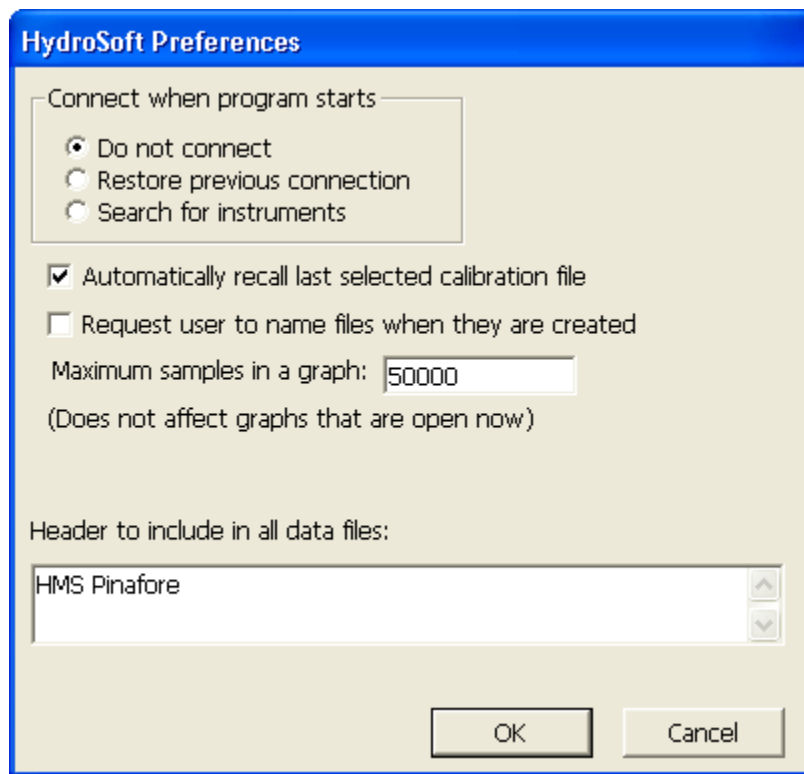 HydroSoft Preferences
Connect when program starts
Do not connect
Restore previous connection
Search for instruments
Automatically recall last selected calibration file
Request user to name files when they are created
Maximum samples in a graph: 50000
(Does not affect graphs that are open now)
Header to include in all data files:
HMS Pinafore
OK Cancel